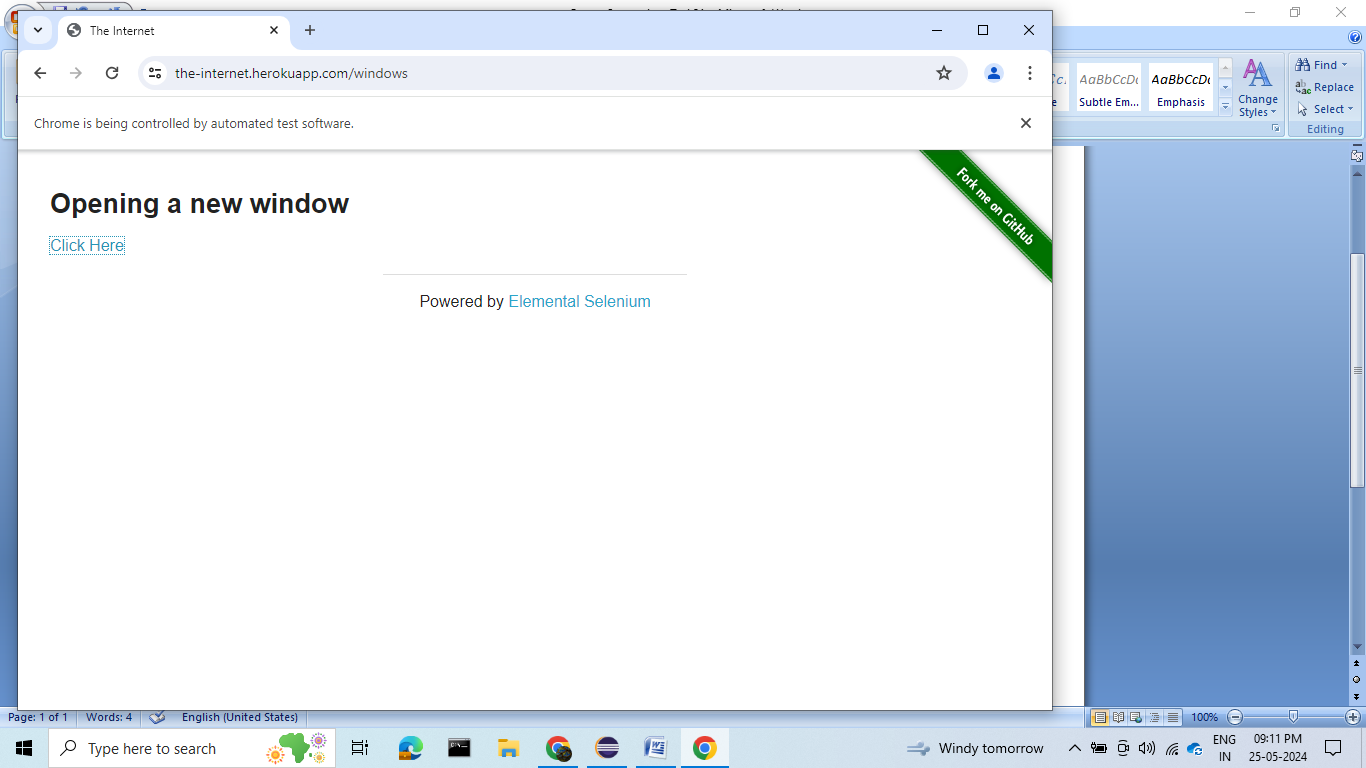 The Internet
the-internet.herokuapp.com/windows
Chrome is being controlled by automated test software.
Fork me on GitHub
Opening a new window
Click Here
Powered by Elemental Selenium
AaBbCcDc AaBbCcDc
Subtle Em... Emphasis
Change
Styles
Find
Replace
Select
Editing
Page: 1 of 1 Words: 4 English (United States) 100%
Type here to search
Windy tomorrow
ENG
IN
09:11 PM
25-05-2024